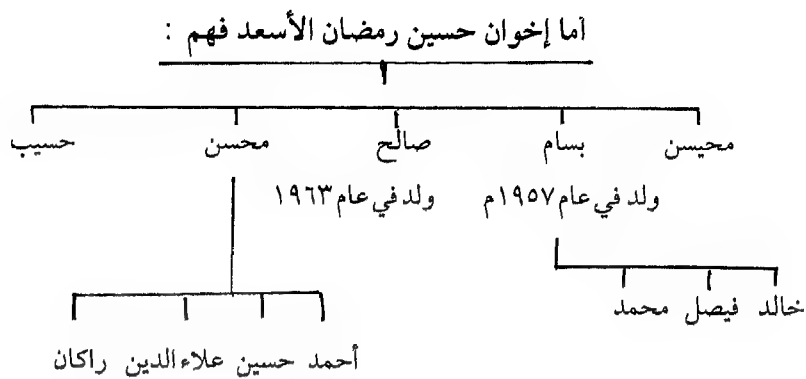 أما إخوان حسين رمضان الأسعد فهم :
محيسن بسام صالح محسن حسيب
ولد في عام ١٩٥٧م ولد في عام ١٩٦٣
خالد فيصل محمد
أحمد حسين علاء الدين راكان